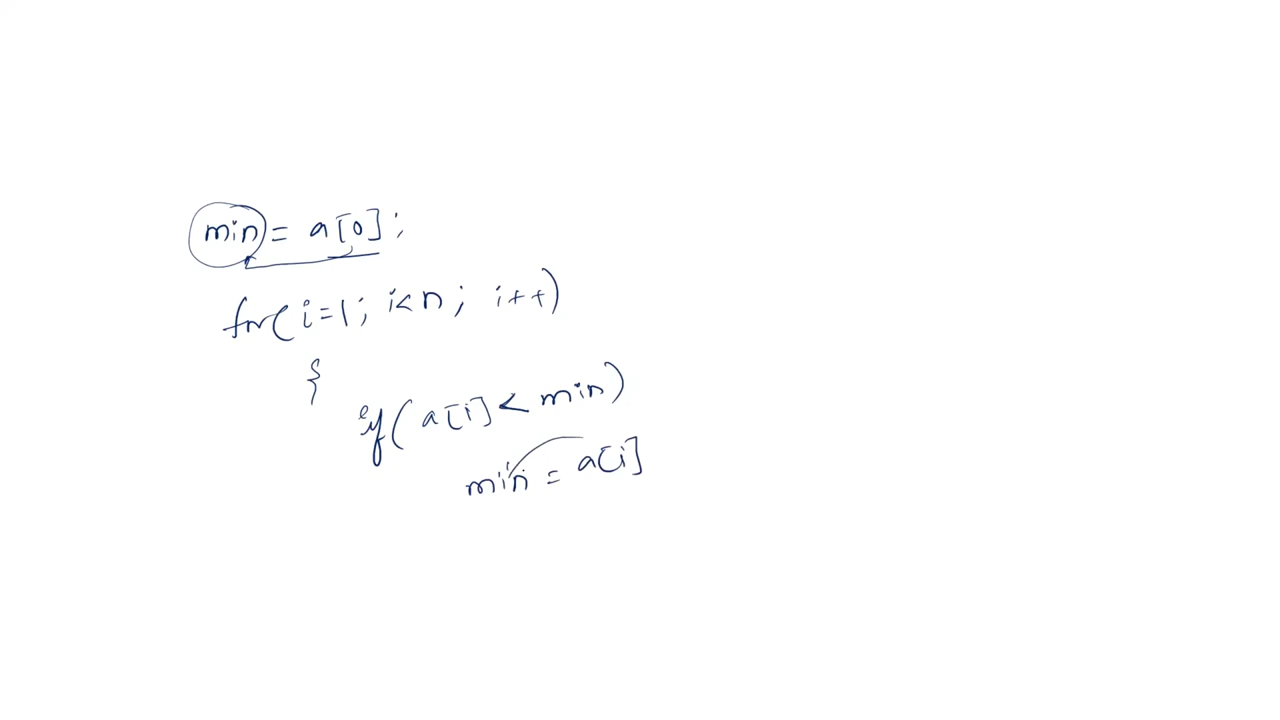 min = a[0];
for(i=1; i<n; i++)
{
if(a[i]<min)
min = a[i]